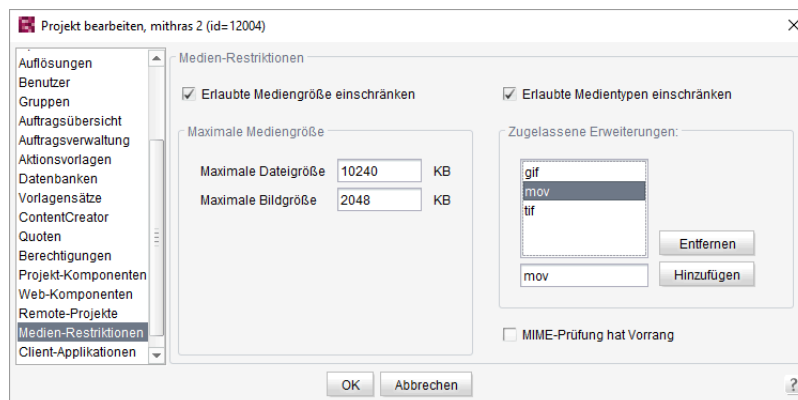 Projekt bearbeiten, mithras 2 (id=12004)
Auflösungen
Benutzer
Gruppen
Auftragsübersicht
Auftragsverwaltung
Aktionsvorlagen
Datenbanken
Vorlagensätze
ContentCreator
Quoten
Berechtigungen
Projekt-Komponenten
Web-Komponenten
Remote-Projekte
Medien-Restriktionen
Client-Applikationen
Medien-Restriktionen
Erlaubte Mediengröße einschränken
Maximale Mediengröße
Maximale Dateigröße 10240 KB
Maximale Bildgröße 2048 KB
Erlaubte Medientypen einschränken
Zugelassene Erweiterungen:
gif
mov
tif
Entfernen
mov Hinzufügen
MIME-Prüfung hat Vorrang
OK Abbrechen
?